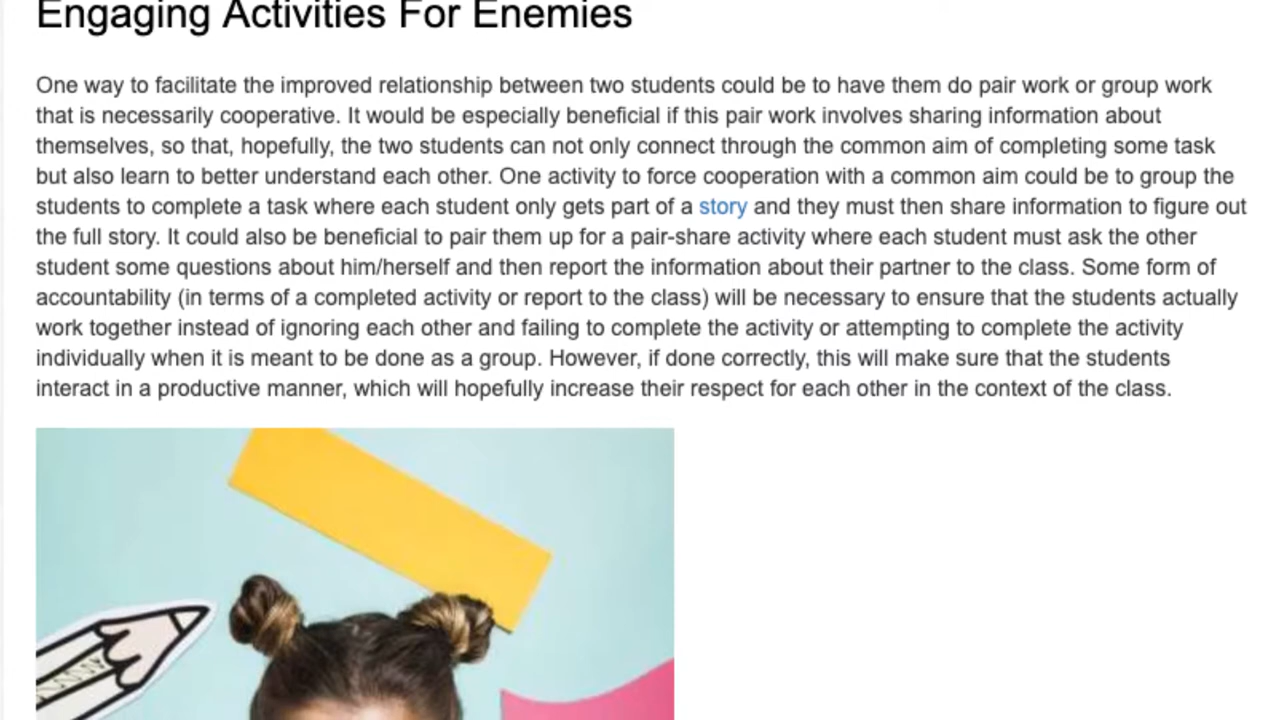 Engaging Activities For Enemies
One way to facilitate the improved relationship between two students could be to have them do pair work or group work
that is necessarily cooperative. It would be especially beneficial if this pair work involves sharing information about
themselves, so that, hopefully, the two students can not only connect through the common aim of completing some task
but also learn to better understand each other. One activity to force cooperation with a common aim could be to group the
students to complete a task where each student only gets part of a story and they must then share information to figure out
the full story. It could also be beneficial to pair them up for a pair-share activity where each student must ask the other
student some questions about him/herself and then report the information about their partner to the class. Some form of
accountability (in terms of a completed activity or report to the class) will be necessary to ensure that the students actually
work together instead of ignoring each other and failing to complete the activity or attempting to complete the activity
individually when it is meant to be done as a group. However, if done correctly, this will make sure that the students
interact in a productive manner, which will hopefully increase their respect for each other in the context of the class.